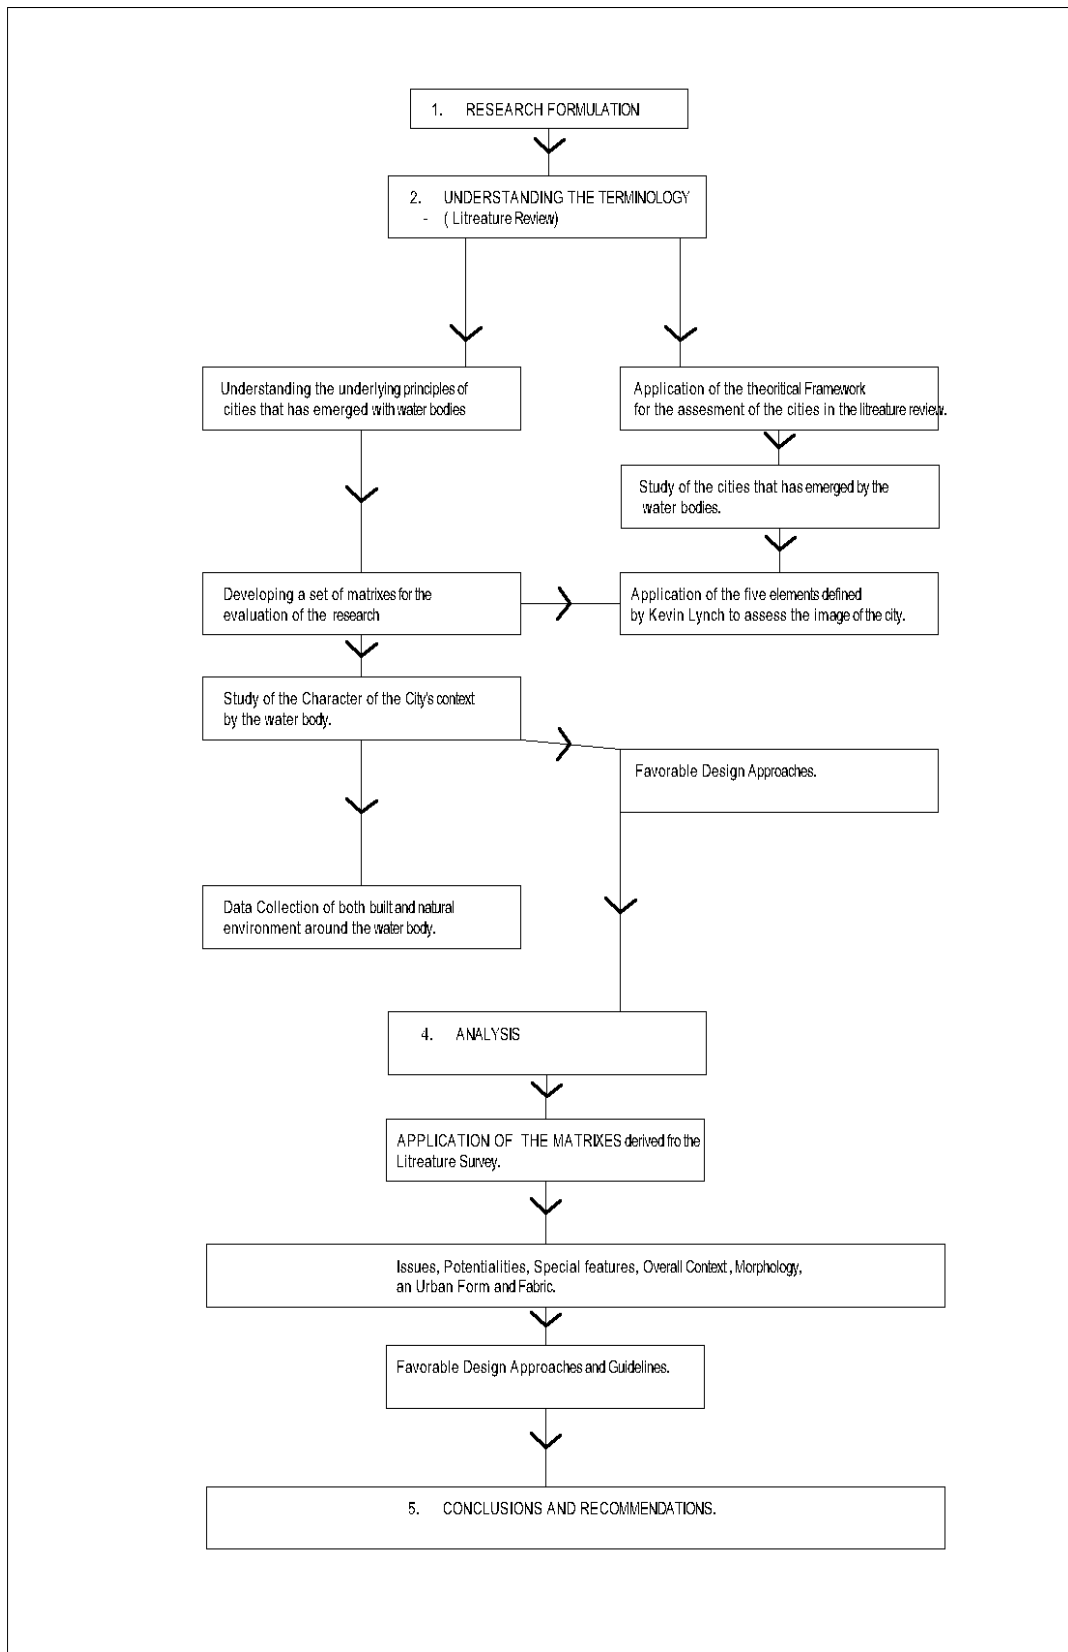 1. RESEARCH FORMULATION
2. UNDERSTANDING THE TERMINOLOGY
- ( Litreature Review)
Understanding the underlying principles of
cities that has emerged with water bodies
Application of the theoritical Framework
for the assesment of the cities in the litreature review.
Study of the cities that has emerged by the
water bodies.
Developing a set of matrixes for the
evaluation of the research
Application of the five elements defined
by Kevin Lynch to assess the image of the city.
Study of the Character of the City's context
by the water body.
Favorable Design Approaches.
Data Collection of both built and natural
environment around the water body.
4. ANALYSIS
APPLICATION OF THE MATRIXES derived fro the
Litreature Survey.
Issues, Potentialities, Special features, Overall Context , Morphology,
an Urban Form and Fabric.
Favorable Design Approaches and Guidelines.
5. CONCLUSIONS AND RECOMMENDATIONS.